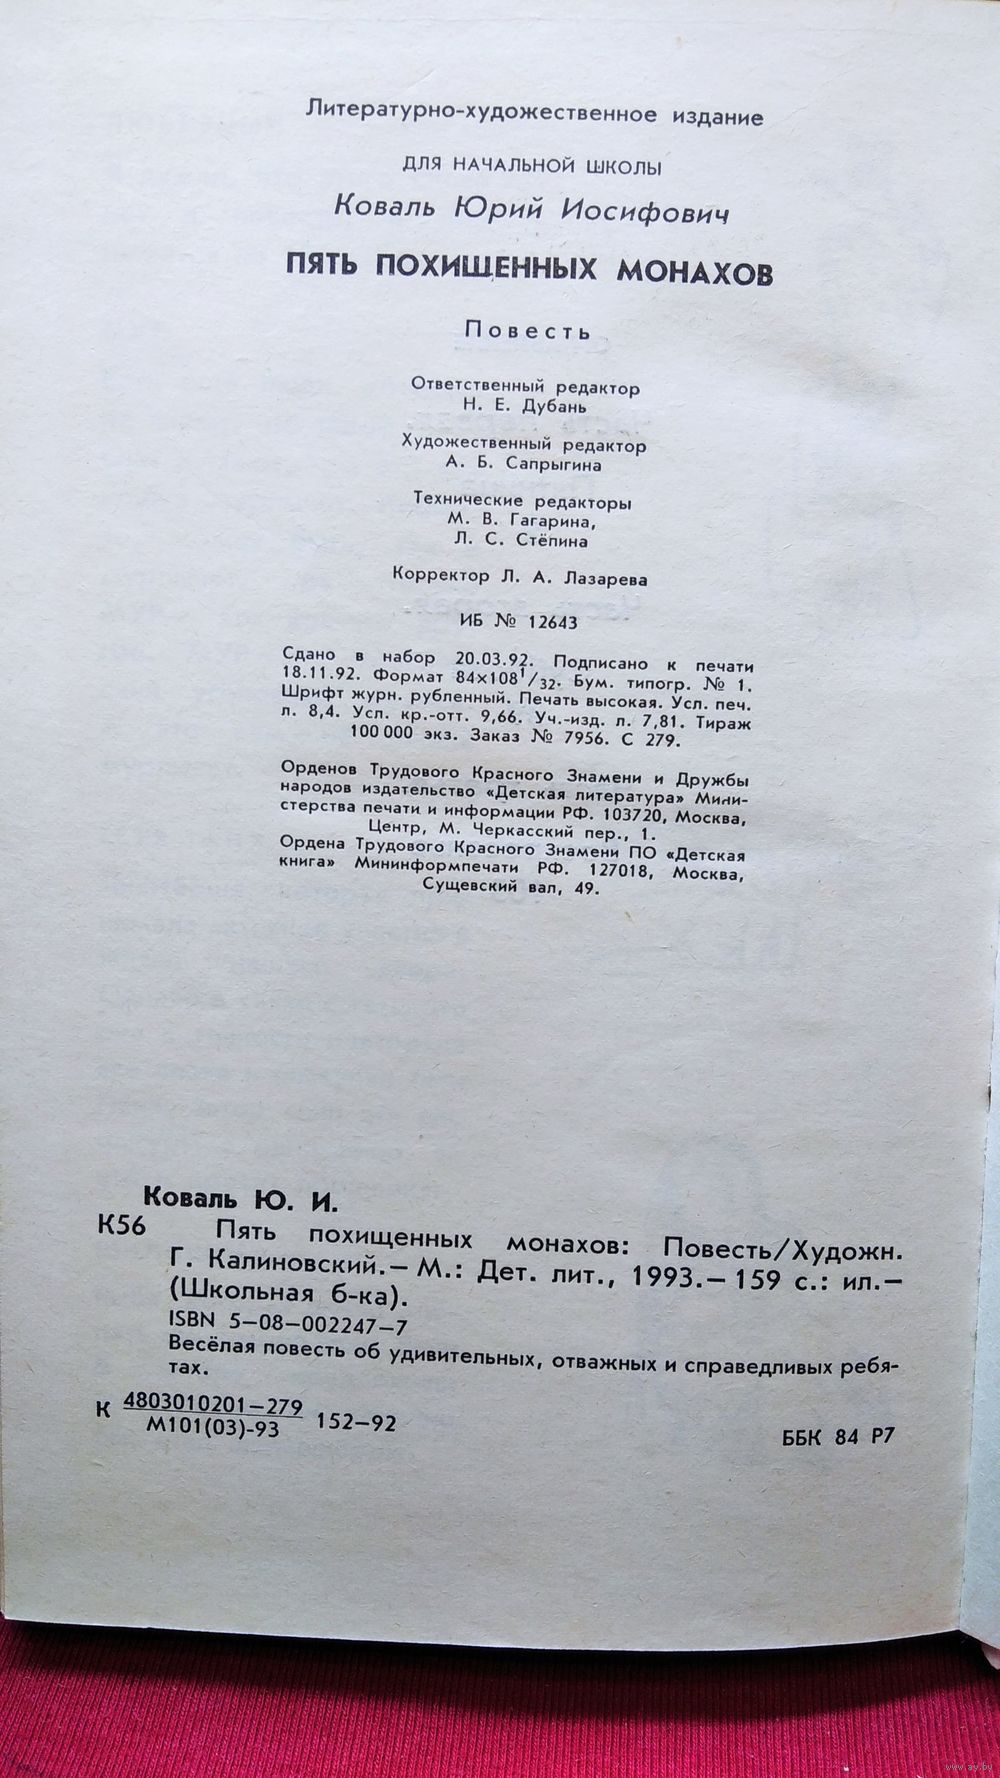 Литературно-художественное издание
ДЛЯ НАЧАЛЬНОЙ ШКОЛЫ
Коваль Юрий Иосифович
ПЯТЬ ПОХИЩЕННЫХ МОНАХОВ
Повесть
Ответственный редактор
Н. Е. Дубань
Художественный редактор
А. Б. Сапрыгина
Технические редакторы
М. В. Гагарина,
Л. С. Стёпина
Корректор Л. А. Лазарева
ИБ № 12643
Сдано в набор 20.03.92. Подписано к печати
18.11.92. Формат 84×108¹/₃₂. Бум. типогр. № 1.
Шрифт журн. рубленный. Печать высокая. Усл. печ.
л. 8,4. Усл. кр.-отт. 9,66. Уч.-изд. л. 7,81. Тираж
100 000 экз. Заказ № 7956. С 279.
Орденов Трудового Красного Знамени и Дружбы
народов издательство «Детская литература» Мини-
стерства печати и информации РФ. 103720, Москва,
Центр, М. Черкасский пер., 1.
Ордена Трудового Красного Знамени ПО «Детская
книга» Мининформпечати РФ. 127018, Москва,
Сущевский вал, 49.
Коваль Ю. И.
К56 Пять похищенных монахов: Повесть/Художн.
Г. Калиновский.— М.: Дет. лит., 1993.— 159 с.: ил.—
(Школьная б-ка).
ISBN 5—08—002247—7
Весёлая повесть об удивительных, отважных и справедливых ребя-
тах.
К 4803010201—279
М101(03)-93 152—92
ББК 84 Р7
www.ay.by